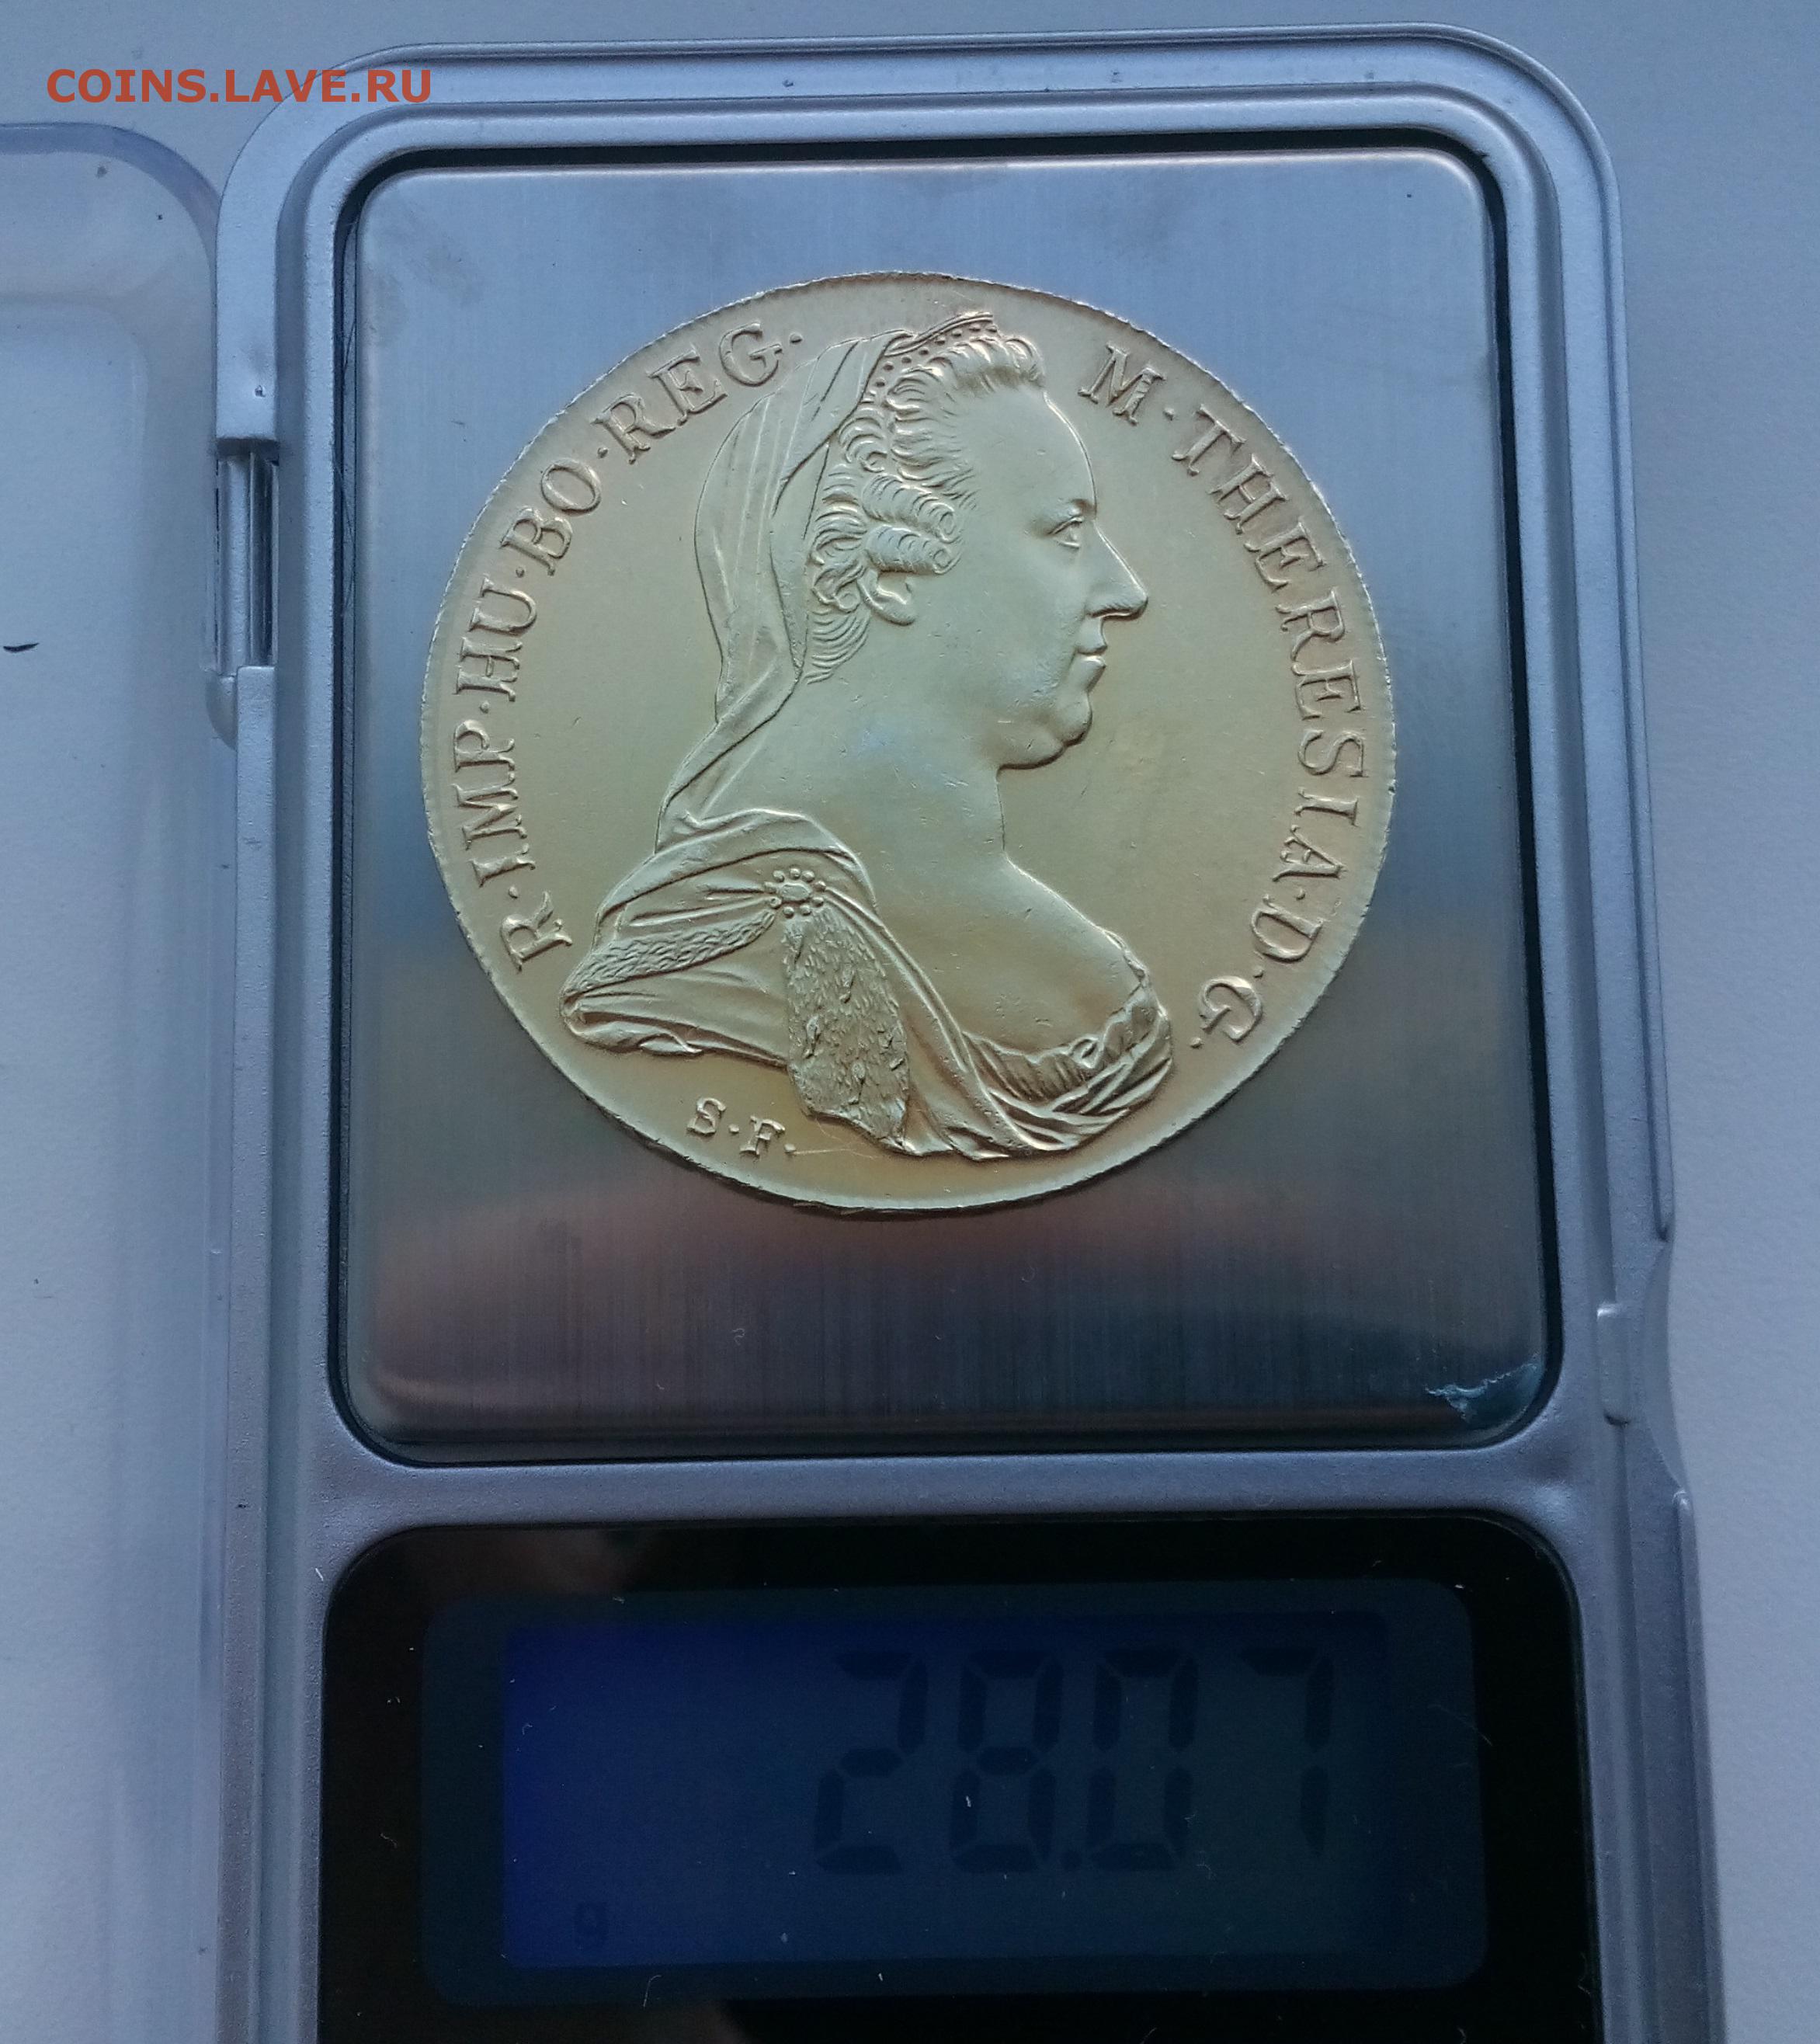 COINS.LAVE.RU
R·IMP·HU·BO·REG· M·THERESIA·D·G·
S·F·
28.07
g